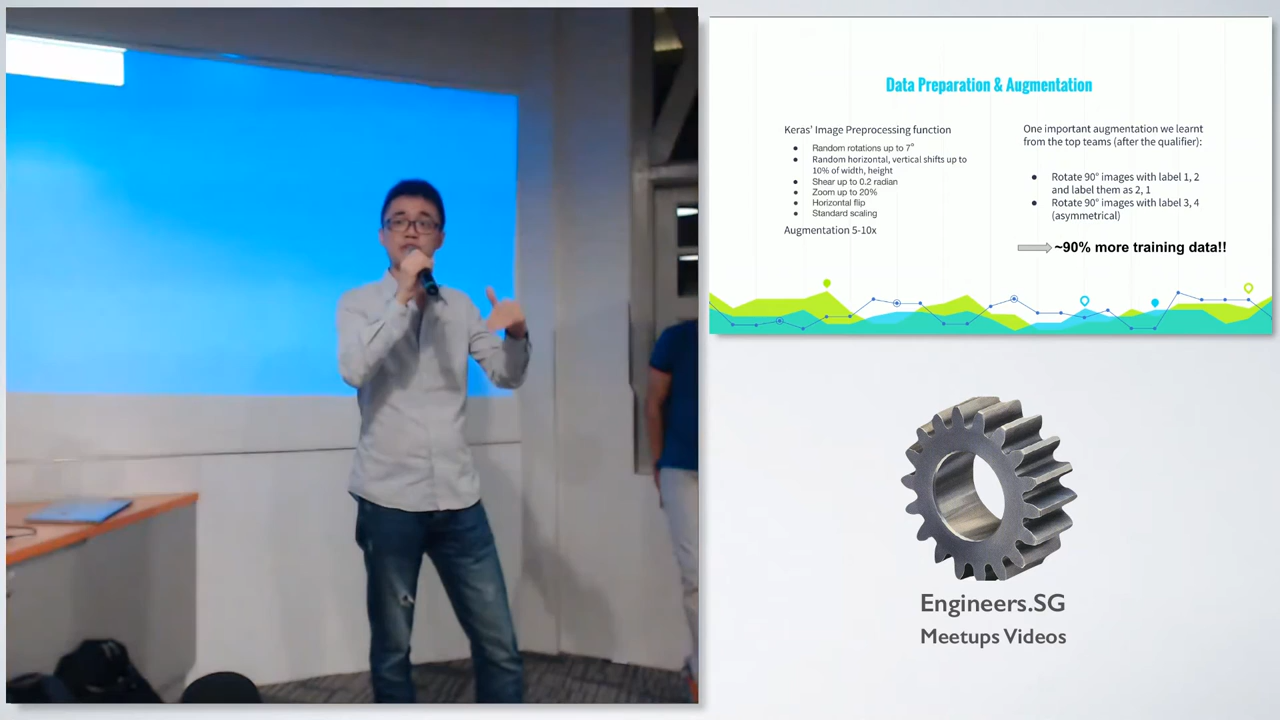 Data Preparation & Augmentation
Keras' Image Preprocessing function
● Random rotations up to 7°
● Random horizontal, vertical shifts up to
10% of width, height
● Shear up to 0.2 radian
● Zoom up to 20%
● Horizontal flip
● Standard scaling
Augmentation 5-10x
One important augmentation we learnt
from the top teams (after the qualifier):
● Rotate 90° images with label 1, 2
and label them as 2, 1
● Rotate 90° images with label 3, 4
(asymmetrical)
~90% more training data!!
Engineers.SG
Meetups Videos